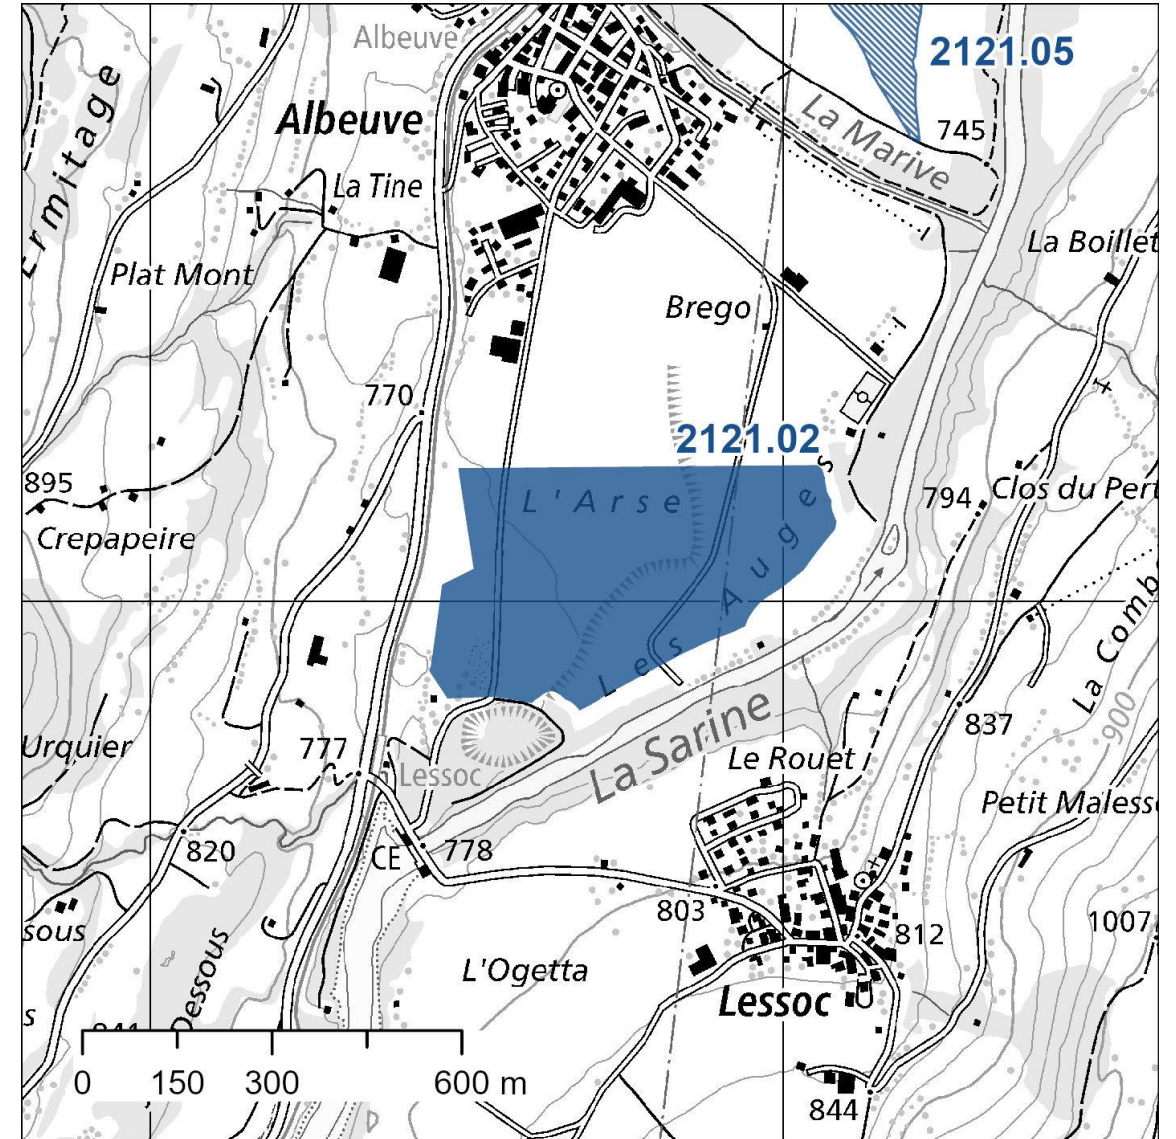 Albeuve
2121.05
Ermitage
Albeuve
La Marive
745
La Tine
La Boillet
Plat Mont
Brego
770
2121.02
895
L'Arse
794
Clos du Pert
Crepapeire
Les Auges
La Comb
Urquier
777
Lessoc
La Sarine
837
900
Le Rouet
Petit Malesso
820
CE
778
803
812
1007
sous
L'Ogetta
Dessous
Lessoc
s
841
0 150 300 600 m
844